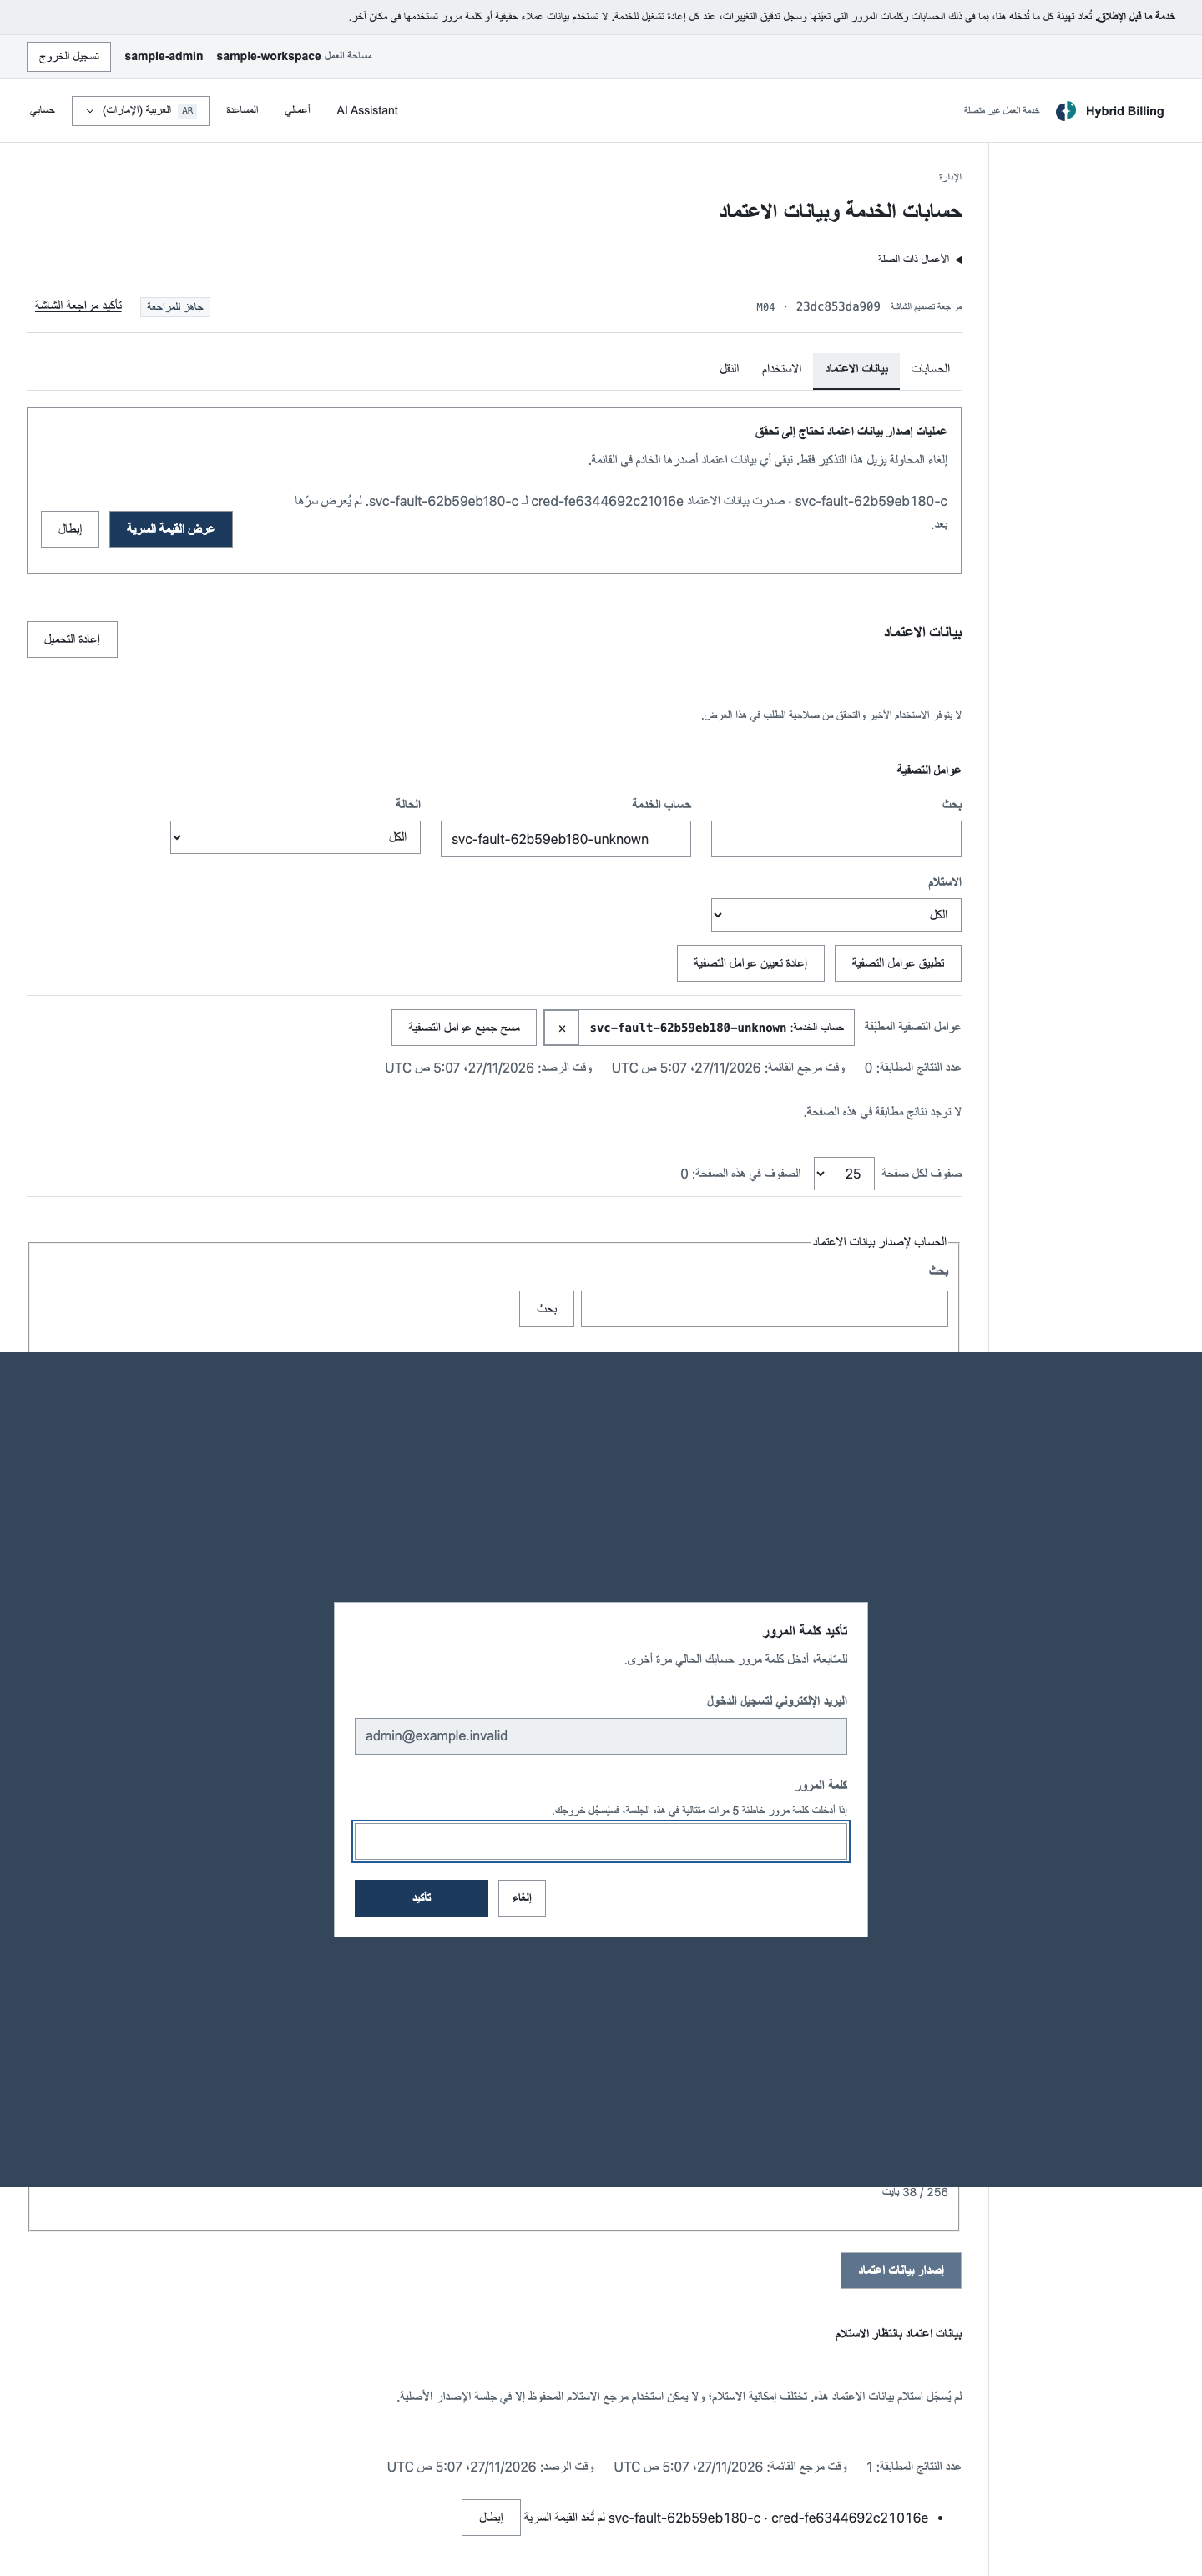 خدمة ما قبل الإطلاق. تُعاد تهيئة كل ما تُدخله هنا، بما في ذلك الحسابات وكلمات المرور التي تعيّنها وسجل تدقيق التغييرات، عند كل إعادة تشغيل للخدمة. لا تستخدم بيانات عملاء حقيقية أو كلمة مرور تستخدمها في مكان آخر.
مساحة العمل sample-workspace sample-admin تسجيل الخروج
Hybrid Billing خدمة العمل غير متصلة AI Assistant أعمالي المساعدة AR العربية (الإمارات) حسابي
الإدارة
حسابات الخدمة وبيانات الاعتماد
الأعمال ذات الصلة
مراجعة تصميم الشاشة M04 · 23dc853da909 جاهز للمراجعة تأكيد مراجعة الشاشة
الحسابات بيانات الاعتماد الاستخدام النقل
عمليات إصدار بيانات اعتماد تحتاج إلى تحقق
إلغاء المحاولة يزيل هذا التذكير فقط. تبقى أي بيانات اعتماد أصدرها الخادم في القائمة.
svc-fault-62b59eb180-c · صدرت بيانات الاعتماد cred-fe6344692c21016e لـ svc-fault-62b59eb180-c. لم يُعرض سرّها
بعد.
عرض القيمة السرية إبطال
بيانات الاعتماد إعادة التحميل
لا يتوفر الاستخدام الأخير والتحقق من صلاحية الطلب في هذا العرض.
عوامل التصفية
بحث حساب الخدمة الحالة
svc-fault-62b59eb180-unknown الكل
الاستلام
الكل
تطبيق عوامل التصفية إعادة تعيين عوامل التصفية
عوامل التصفية المطبّقة حساب الخدمة: svc-fault-62b59eb180-unknown × مسح جميع عوامل التصفية
عدد النتائج المطابقة: 0 وقت مرجع القائمة: 27/11/2026، 5:07 ص UTC وقت الرصد: 27/11/2026، 5:07 ص UTC
لا توجد نتائج مطابقة في هذه الصفحة.
صفوف لكل صفحة 25 الصفوف في هذه الصفحة: 0
الحساب لإصدار بيانات الاعتماد
بحث
بحث
تأكيد كلمة المرور
للمتابعة، أدخل كلمة مرور حسابك الحالي مرة أخرى.
البريد الإلكتروني لتسجيل الدخول
admin@example.invalid
كلمة المرور
إذا أدخلت كلمة مرور خاطئة 5 مرات متتالية في هذه الجلسة، فسيُسجَّل خروجك.
إلغاء تأكيد
38 / 256 بايت
إصدار بيانات اعتماد
بيانات اعتماد بانتظار الاستلام
لم يُسجّل استلام بيانات الاعتماد هذه. تختلف إمكانية الاستلام؛ ولا يمكن استخدام مرجع الاستلام المحفوظ إلا في جلسة الإصدار الأصلية.
عدد النتائج المطابقة: 1 وقت مرجع القائمة: 27/11/2026، 5:07 ص UTC وقت الرصد: 27/11/2026، 5:07 ص UTC
• svc-fault-62b59eb180-c · cred-fe6344692c21016e لم تُعَد القيمة السرية إبطال